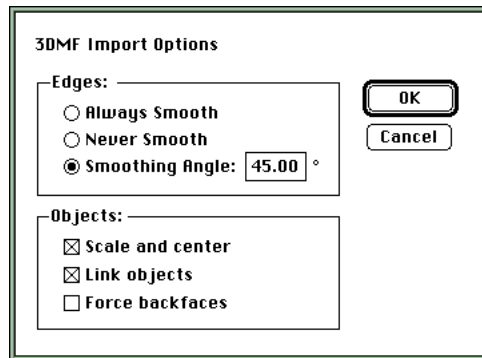 3DMF Import Options
Edges:
Always Smooth
Never Smooth
Smoothing Angle: 45.00 °
OK
Cancel
Objects:
Scale and center
Link objects
Force backfaces